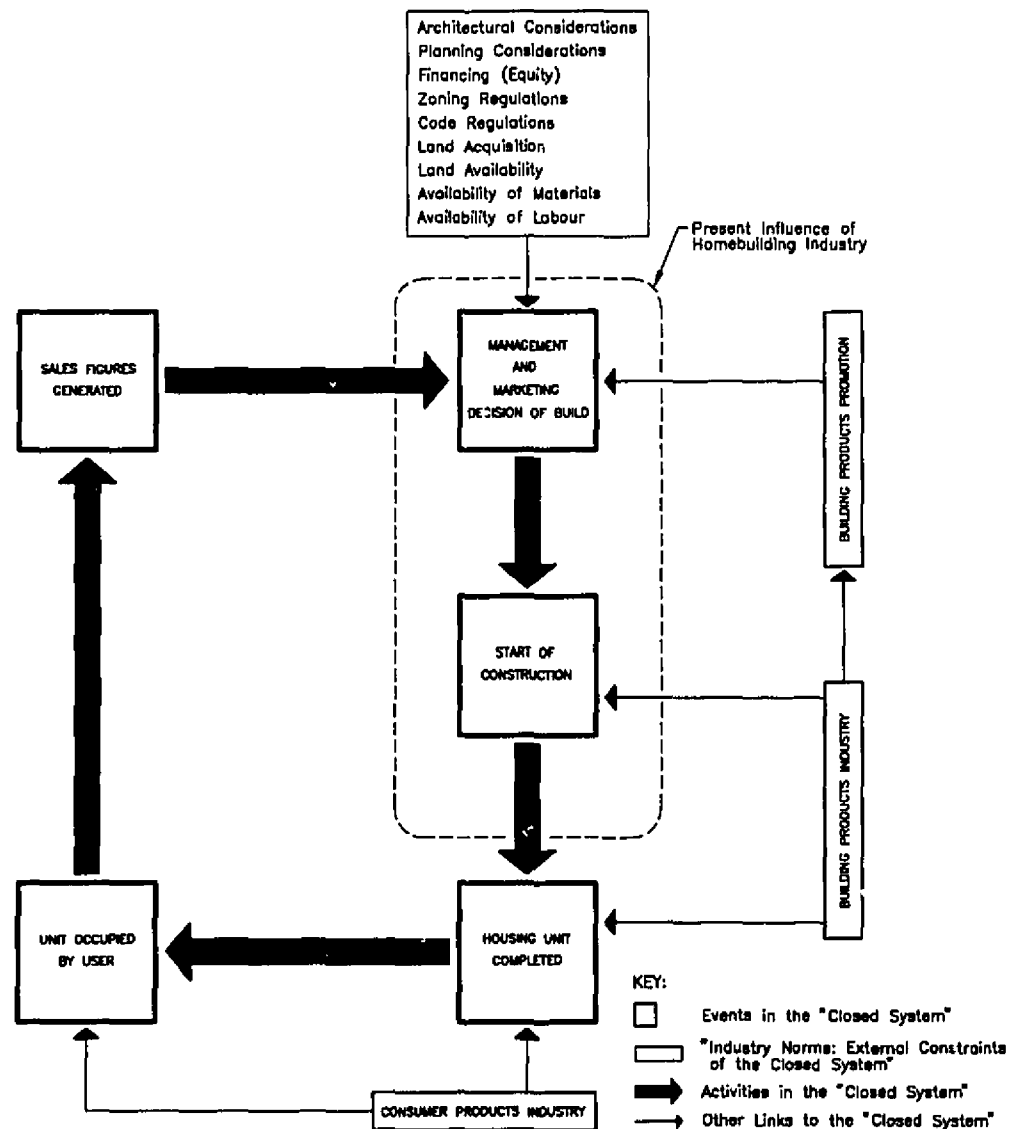 Architectural Considerations
Planning Considerations
Financing (Equity)
Zoning Regulations
Code Regulations
Land Acquisition
Land Availability
Availability of Materials
Availability of Labour
Present Influence of
Homebuilding Industry
SALES FIGURES
GENERATED
MANAGEMENT
AND
MARKETING
DECISION OF BUILD
BUILDING PRODUCTS PROMOTION
START OF
CONSTRUCTION
BUILDING PRODUCTS INDUSTRY
UNIT OCCUPIED
BY USER
HOUSING UNIT
COMPLETED
KEY:
Events in the "Closed System"
"Industry Norms: External Constraints
of the Closed System"
Activities in the "Closed System"
Other Links to the "Closed System"
CONSUMER PRODUCTS INDUSTRY